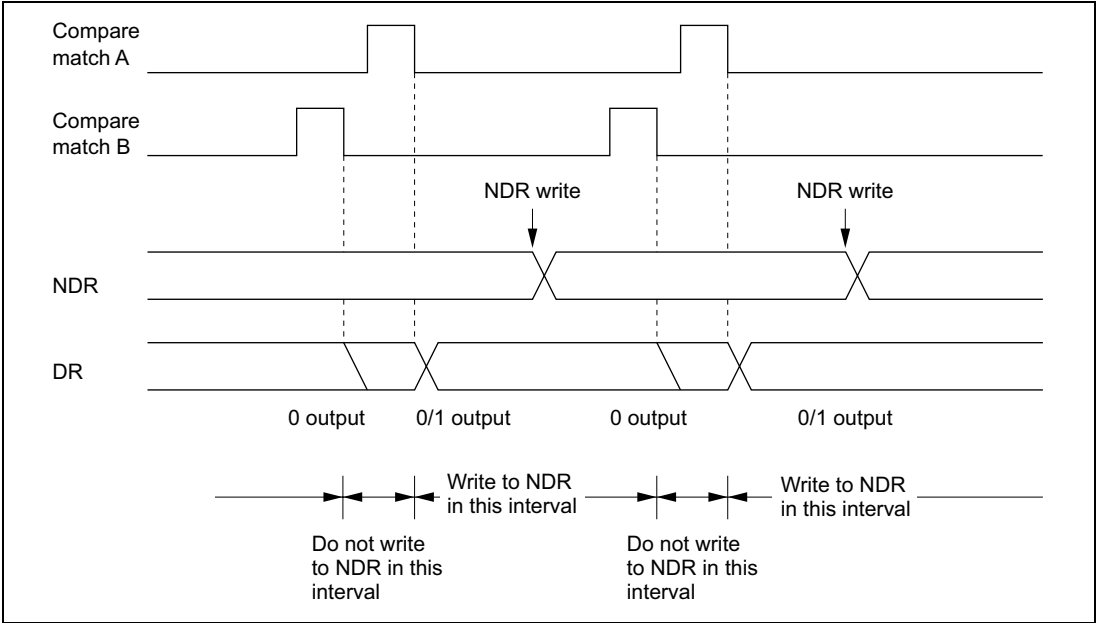 Compare
match A
Compare
match B
NDR write
NDR write
NDR
DR
0 output
0/1 output
0 output
0/1 output
Write to NDR
in this interval
Write to NDR
in this interval
Do not write
to NDR in this
interval
Do not write
to NDR in this
interval